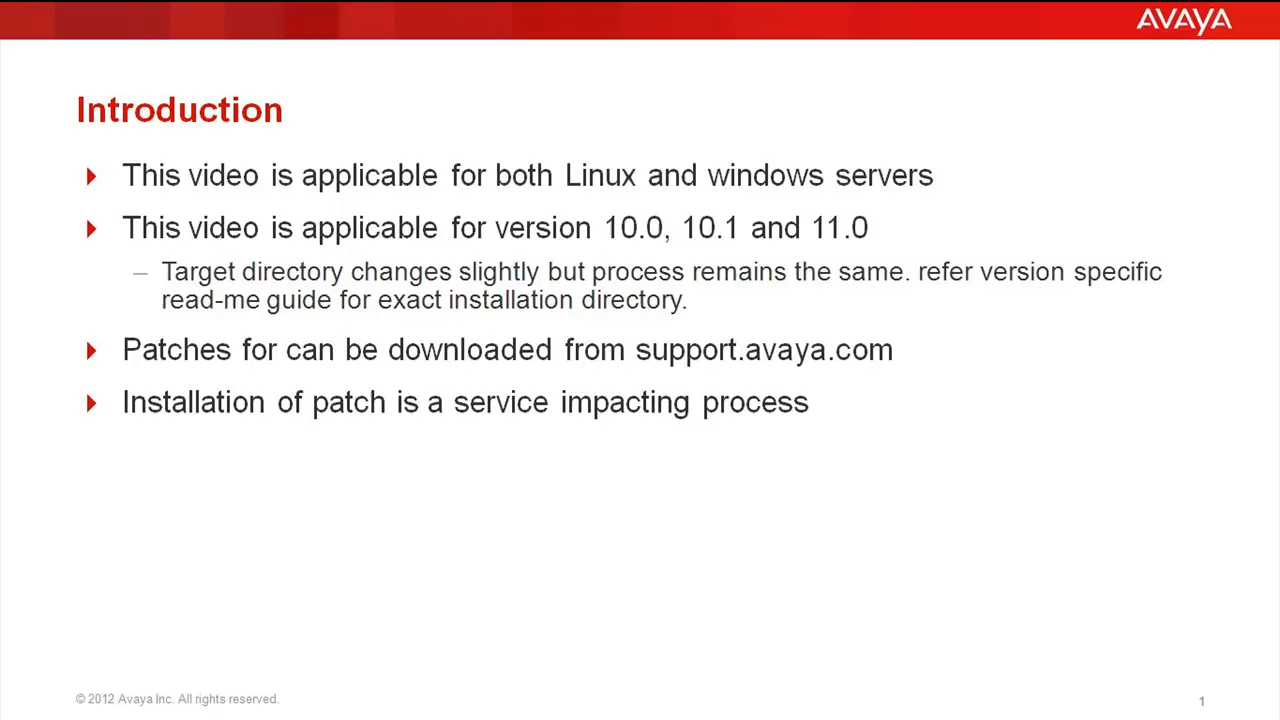 AVAYA
Introduction
This video is applicable for both Linux and windows servers
This video is applicable for version 10.0, 10.1 and 11.0
– Target directory changes slightly but process remains the same. refer version specific
read-me guide for exact installation directory.
Patches for can be downloaded from support.avaya.com
Installation of patch is a service impacting process
© 2012 Avaya Inc. All rights reserved.
1